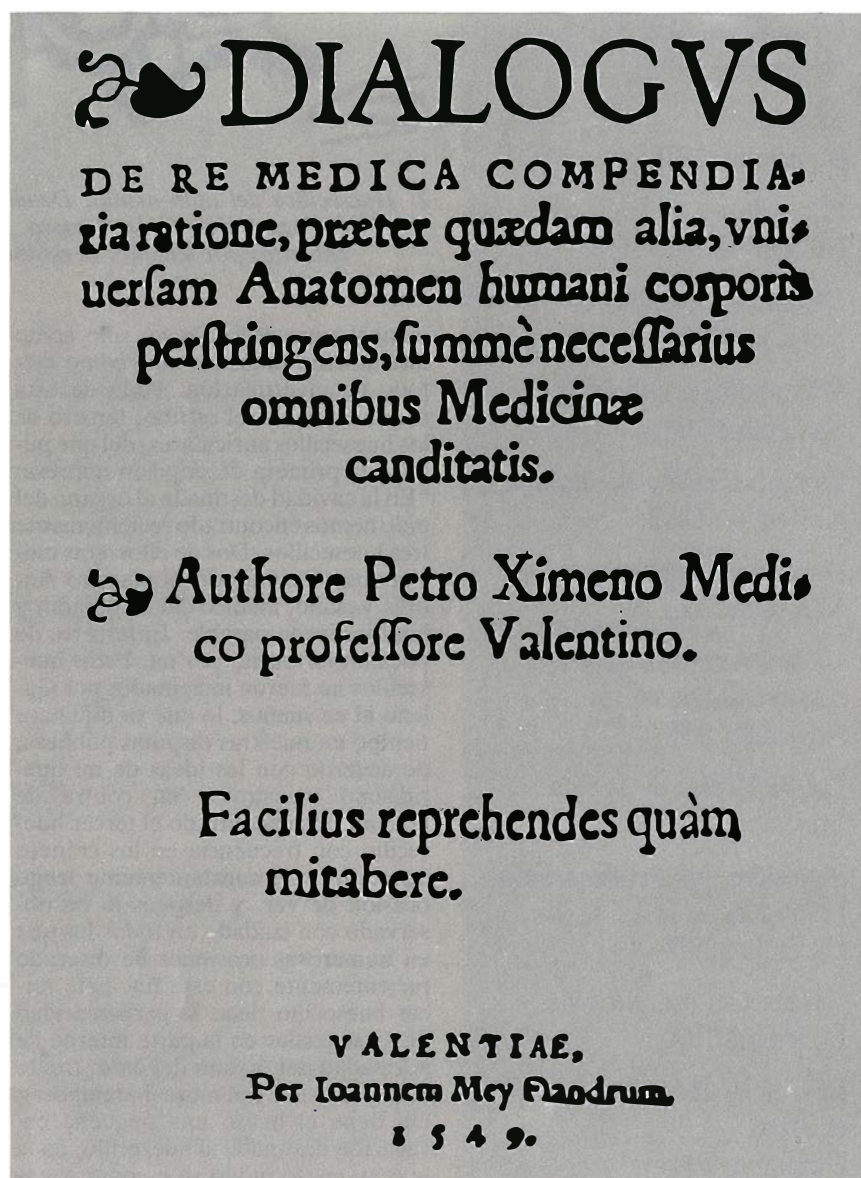 ❧DIALOGVS
DE RE MEDICA COMPENDIA-
ria ratione, præter quædam alia, vni-
uerſam Anatomen humani corporis
perſtringens, ſummè neceſſarius
omnibus Medicinæ
canditatis.
❧ Authore Petro Ximeno Medi-
co profeſſore Valentino.
Facilius reprehendes quàm
mitabere.
VALENTIAE,
Per Ioannem Mey Flandrum.
1549.